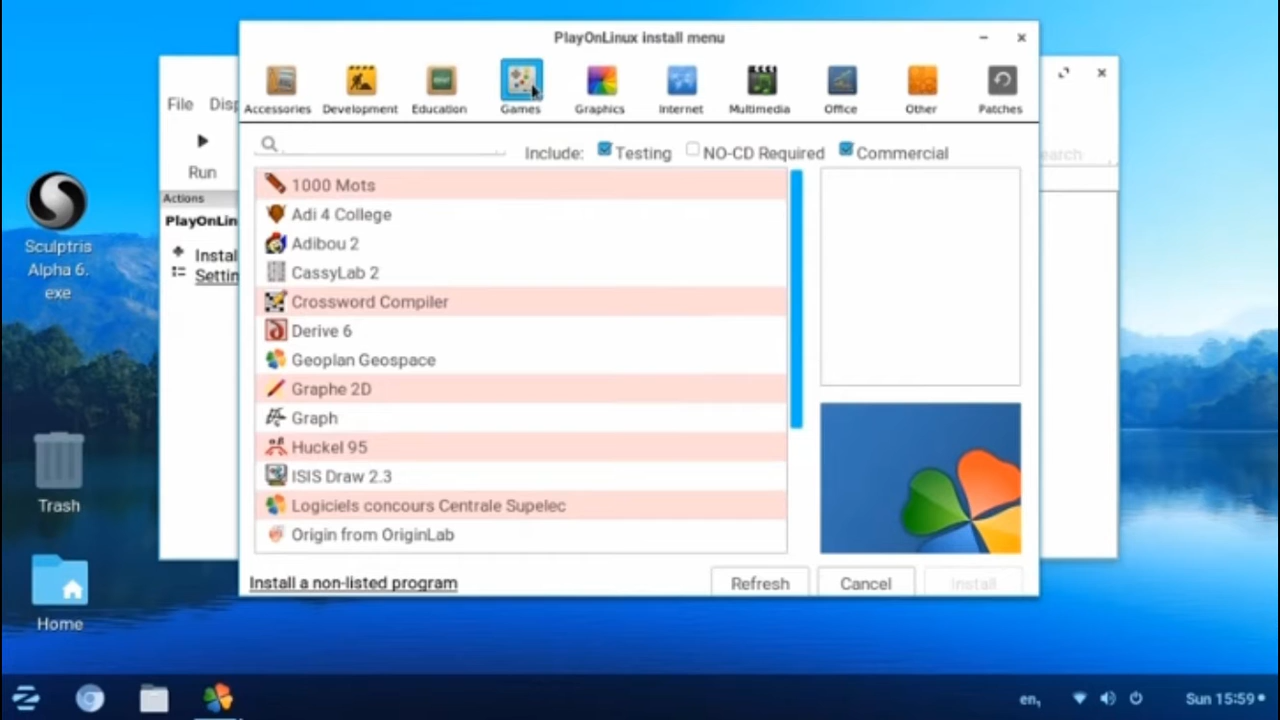 PlayOnLinux install menu
Accessories Development Education Games Graphics Internet Multimedia Office Other Patches
File
Run
Include: Testing NO-CD Required Commercial
Actions
1000 Mots
Adi 4 College
Adibou 2
CassyLab 2
Crossword Compiler
Derive 6
Geoplan Geospace
Graphe 2D
Graph
Huckel 95
ISIS Draw 2.3
Logiciels concours Centrale Supelec
Origin from OriginLab
PlayOnLin
Instal
Settin
Install a non-listed program
Refresh Cancel Install
Sculptris
Alpha 6.
exe
Trash
Home
en₁ Sun 15:59